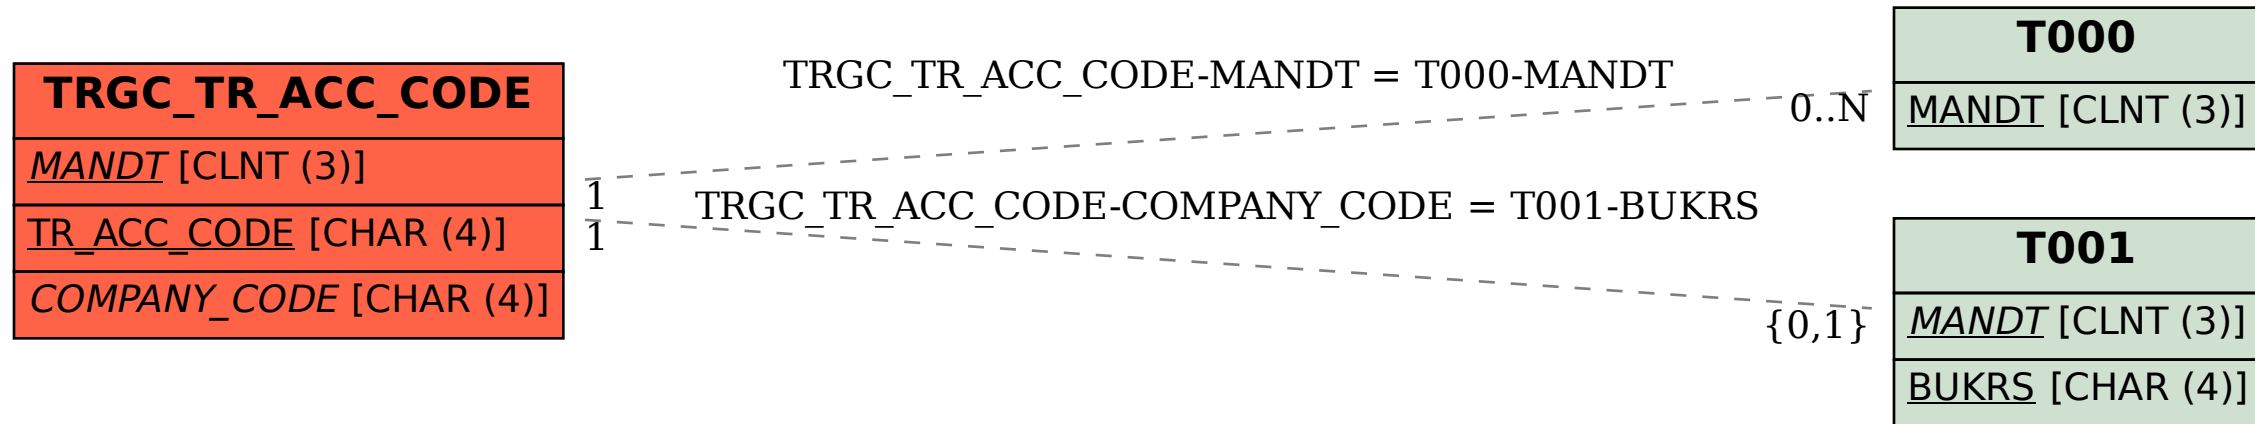 TRGC_TR_ACC_CODE
MANDT [CLNT (3)]
TR_ACC_CODE [CHAR (4)]
COMPANY_CODE [CHAR (4)]
TRGC_TR_ACC_CODE-MANDT = T000-MANDT
0..N
1
TRGC_TR_ACC_CODE-COMPANY_CODE = T001-BUKRS
1
{0,1}
T000
MANDT [CLNT (3)]
T001
MANDT [CLNT (3)]
BUKRS [CHAR (4)]